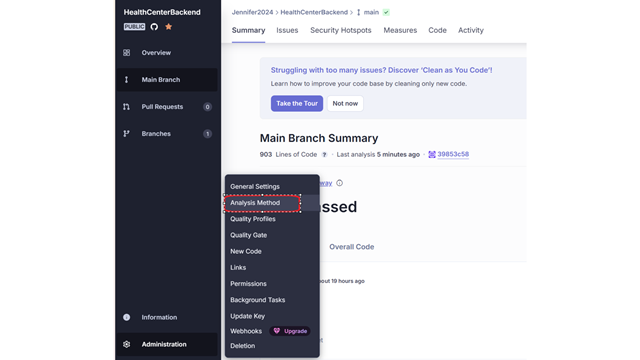 HealthCenterBackend
PUBLIC
Overview
Main Branch
Pull Requests 0
Branches 1
Information
Administration
Jennifer2024 > HealthCenterBackend > main
Summary Issues Security Hotspots Measures Code Activity
Struggling with too many issues? Discover 'Clean as You Code'!
Learn how to improve your code base by cleaning only new code.
Take the Tour Not now
Main Branch Summary
903 Lines of Code ? · Last analysis 5 minutes ago · 39853c58
General Settings
Analysis Method
Quality Profiles
Quality Gate
New Code
Links
Permissions
Background Tasks
Update Key
Webhooks Upgrade
Deletion
way
ssed
Overall Code
out 19 hours ago